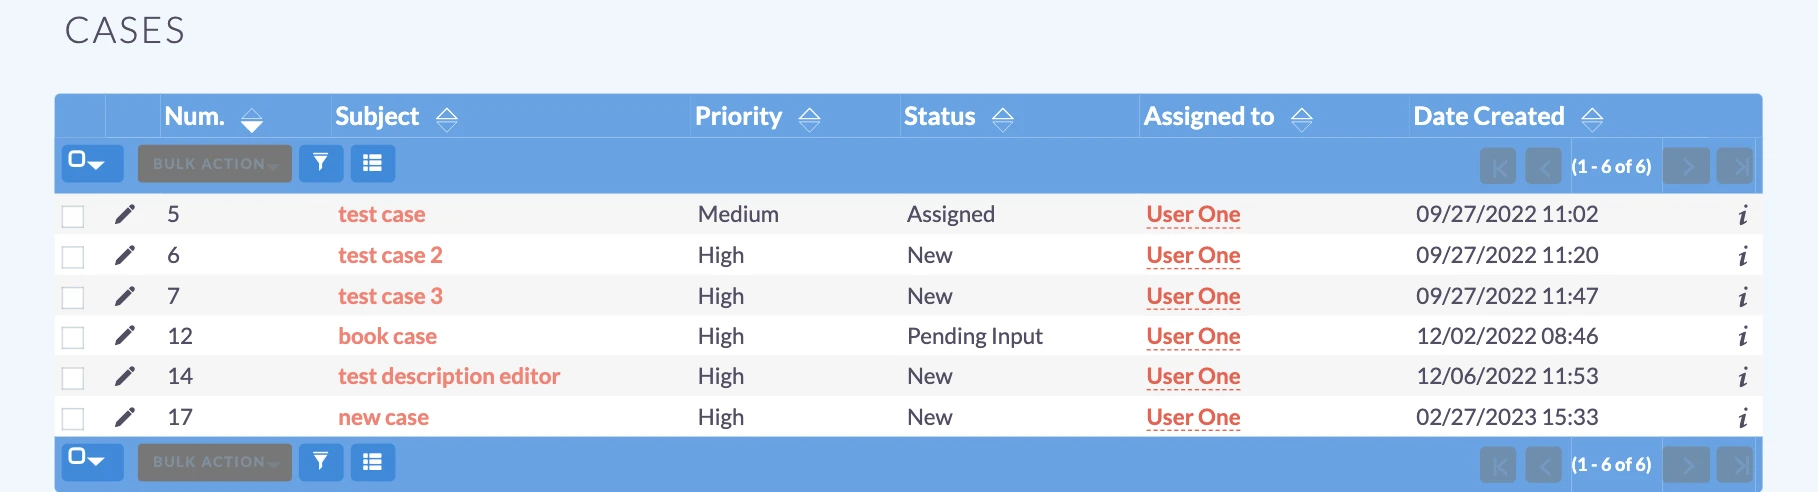 CASES
Num. Subject Priority Status Assigned to Date Created
BULK ACTION (1 - 6 of 6)
5 test case Medium Assigned User One 09/27/2022 11:02
6 test case 2 High New User One 09/27/2022 11:20
7 test case 3 High New User One 09/27/2022 11:47
12 book case High Pending Input User One 12/02/2022 08:46
14 test description editor High New User One 12/06/2022 11:53
17 new case High New User One 02/27/2023 15:33
BULK ACTION (1 - 6 of 6)